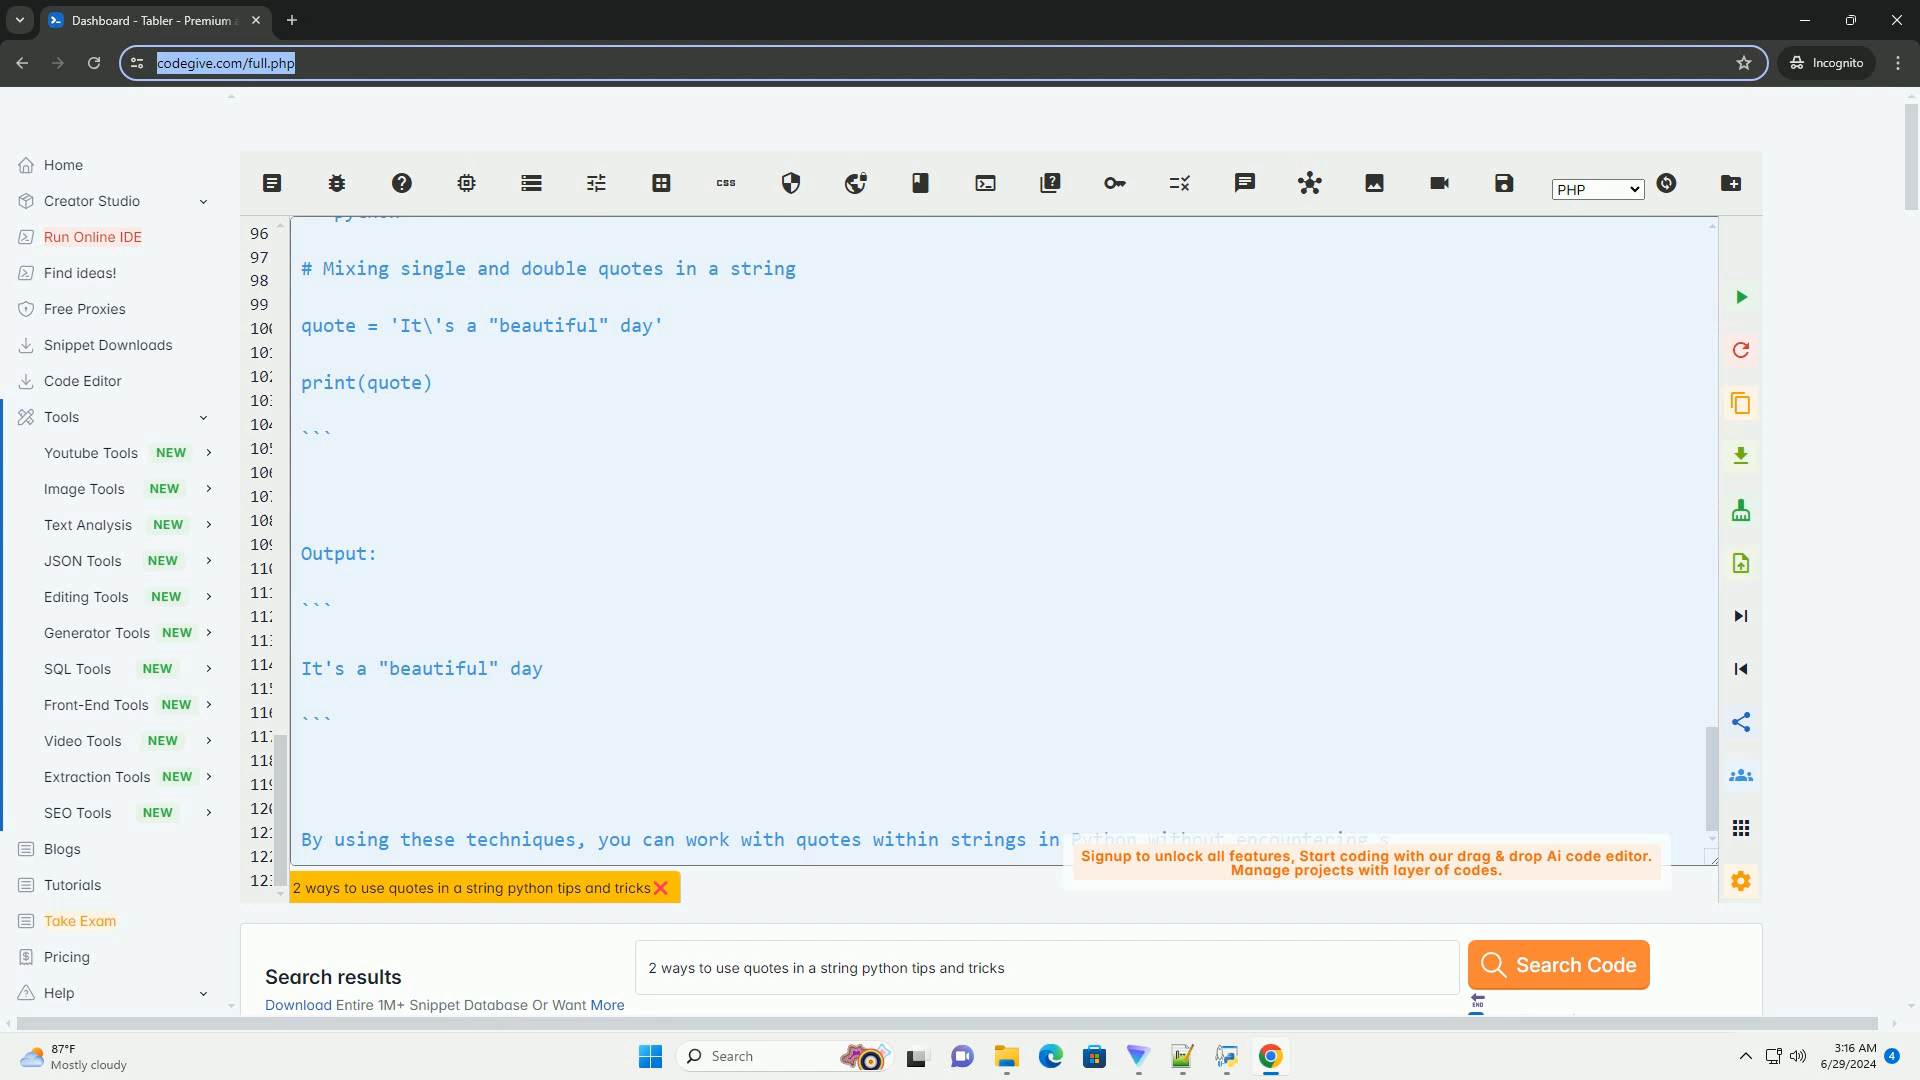 Dashboard - Tabler - Premium
codegive.com/full.php
Incognito
Home
Creator Studio
Run Online IDE
Find ideas!
Free Proxies
Snippet Downloads
Code Editor
Tools
Youtube Tools NEW
Image Tools NEW
Text Analysis NEW
JSON Tools NEW
Editing Tools NEW
Generator Tools NEW
SQL Tools NEW
Front-End Tools NEW
Video Tools NEW
Extraction Tools NEW
SEO Tools NEW
Blogs
Tutorials
Take Exam
Pricing
Help
css
PHP
96
97
98
99
python
# Mixing single and double quotes in a string
quote = 'It\'s a "beautiful" day'
print(quote)
```
Output:
```
It's a "beautiful" day
```
By using these techniques, you can work with quotes within strings in Python without encountering s
Signup to unlock all features, Start coding with our drag & drop Ai code editor.
Manage projects with layer of codes.
2 ways to use quotes in a string python tips and tricks
Search results
Download Entire 1M+ Snippet Database Or Want More
2 ways to use quotes in a string python tips and tricks
Search Code
END
87°F
Mostly cloudy
Search
3:16 AM
6/29/2024
4